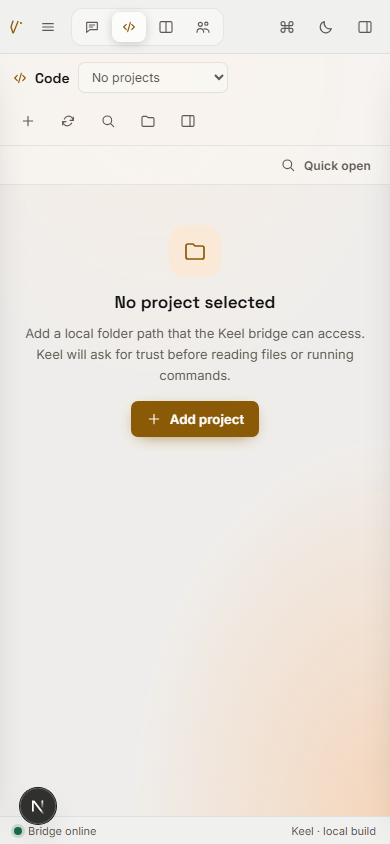 Code
No projects
Quick open
No project selected
Add a local folder path that the Keel bridge can access.
Keel will ask for trust before reading files or running
commands.
Add project
N
Bridge online
Keel · local build